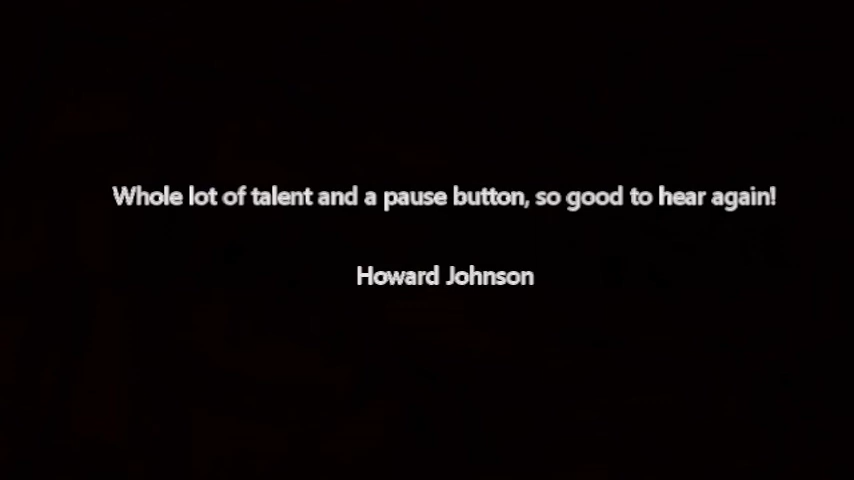 Whole lot of talent and a pause button, so good to hear again!
Howard Johnson